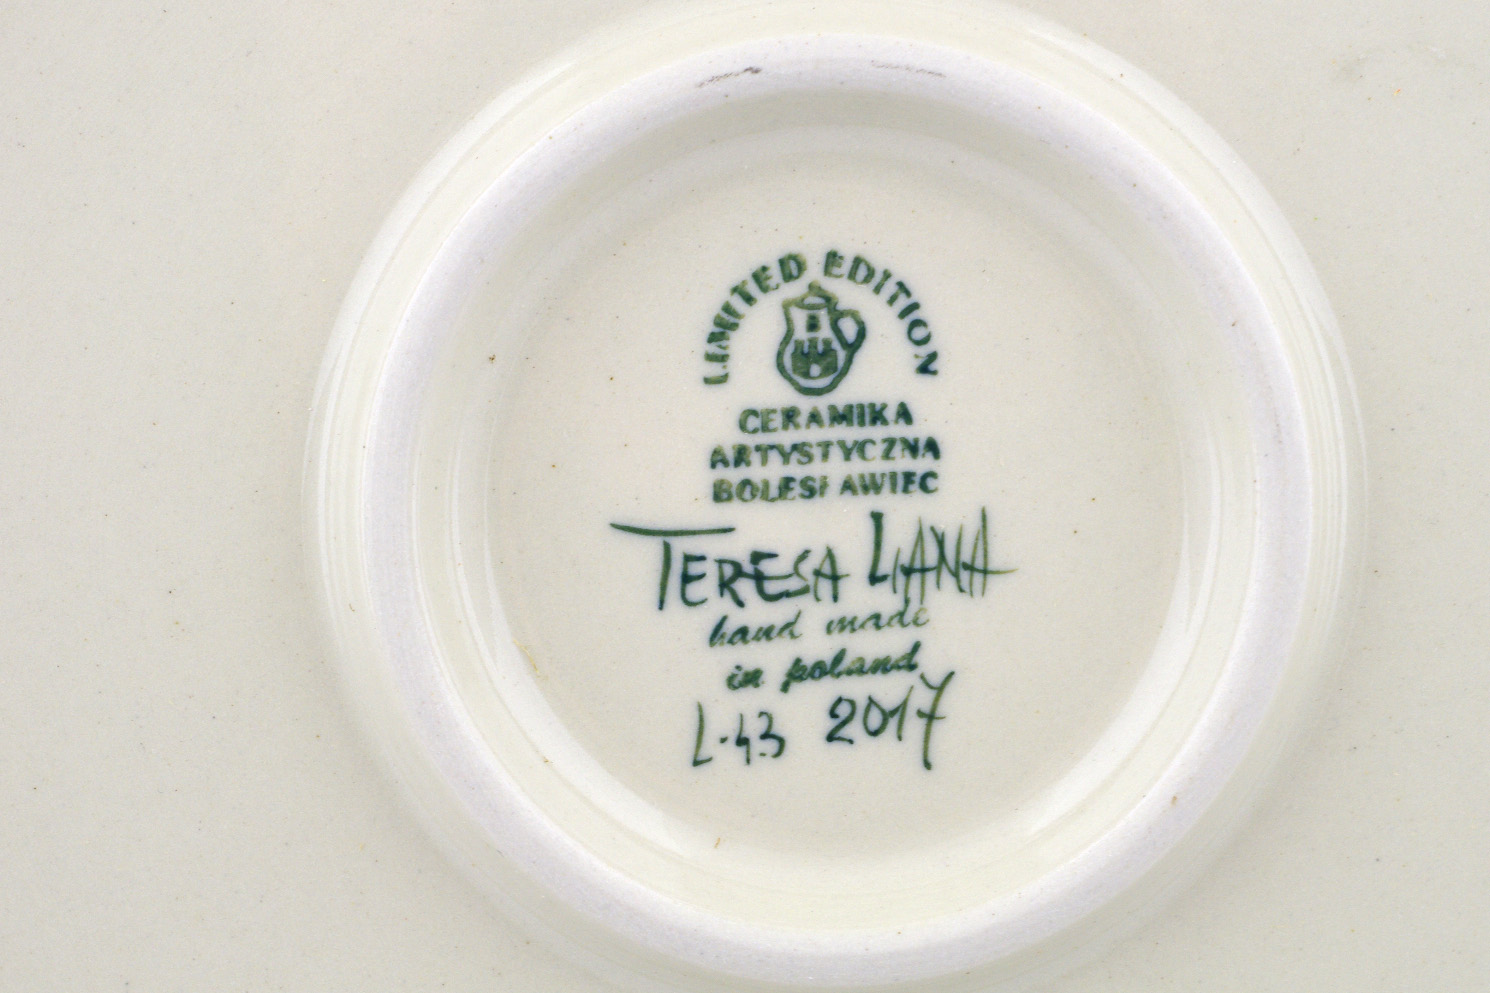 LIMITED EDITION
CERAMIKA
ARTYSTYCZNA
BOLESŁAWIEC
TERESA LIANA
hand made
in poland
L-43 2017